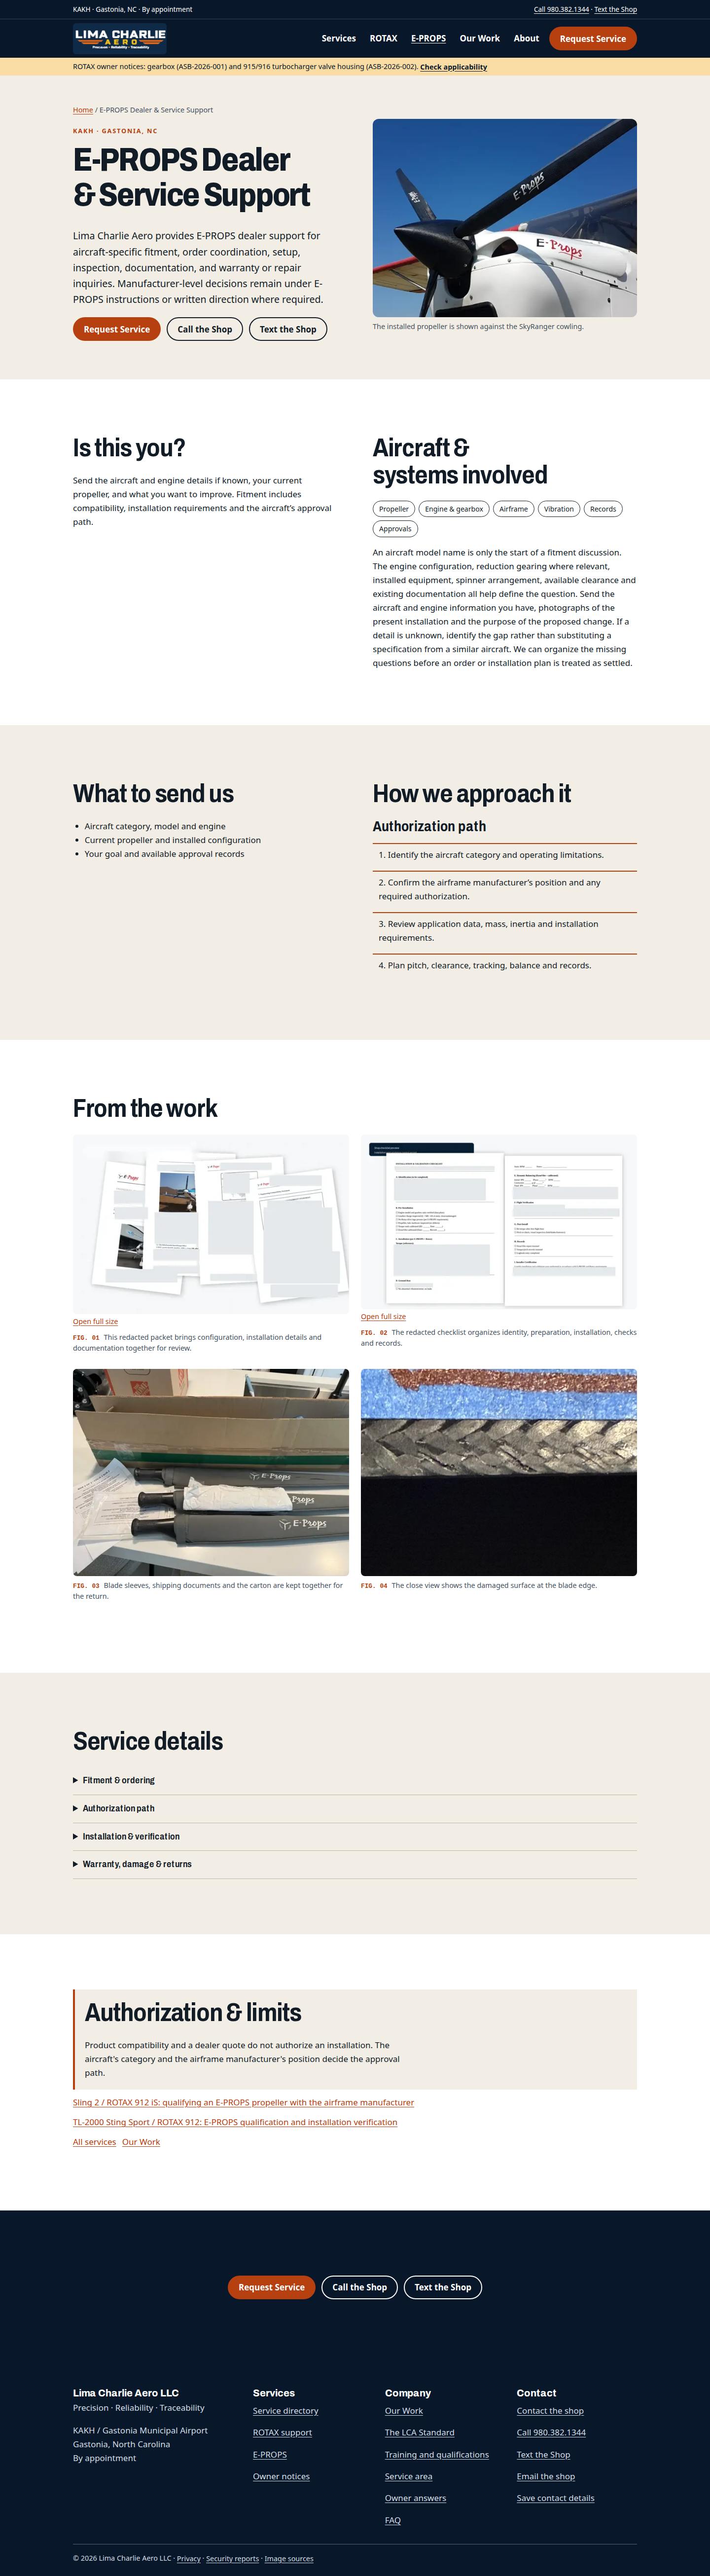 KAKH · Gastonia, NC · By appointment
Call 980.382.1344 · Text the Shop
LIMA CHARLIE
AERO
Precision · Reliability · Traceability
Services
ROTAX
E-PROPS
Our Work
About
Request Service
ROTAX owner notices: gearbox (ASB-2026-001) and 915/916 turbocharger valve housing (ASB-2026-002). Check applicability
Home / E-PROPS Dealer & Service Support
KAKH · GASTONIA, NC
E-PROPS Dealer
& Service Support
Lima Charlie Aero provides E-PROPS dealer support for
aircraft-specific fitment, order coordination, setup,
inspection, documentation, and warranty or repair
inquiries. Manufacturer-level decisions remain under E-
PROPS instructions or written direction where required.
Request Service
Call the Shop
Text the Shop
E-PROPS
E-Props
The installed propeller is shown against the SkyRanger cowling.
Is this you?
Send the aircraft and engine details if known, your current
propeller, and what you want to improve. Fitment includes
compatibility, installation requirements and the aircraft's approval
path.
Aircraft &
systems involved
Propeller
Engine & gearbox
Airframe
Vibration
Records
Approvals
An aircraft model name is only the start of a fitment discussion.
The engine configuration, reduction gearing where relevant,
installed equipment, spinner arrangement, available clearance and
existing documentation all help define the question. Send the
aircraft and engine information you have, photographs of the
present installation and the purpose of the proposed change. If a
detail is unknown, identify the gap rather than substituting a
specification from a similar aircraft. We can organize the missing
questions before an order or installation plan is treated as settled.
What to send us
Aircraft category, model and engine
Current propeller and installed configuration
Your goal and available approval records
How we approach it
Authorization path
1. Identify the aircraft category and operating limitations.
2. Confirm the airframe manufacturer's position and any
required authorization.
3. Review application data, mass, inertia and installation
requirements.
4. Plan pitch, clearance, tracking, balance and records.
From the work
Open full size
FIG. 01 This redacted packet brings configuration, installation details and
documentation together for review.
Open full size
FIG. 02 The redacted checklist organizes identity, preparation, installation, checks
and records.
E-PROPS
Props
E-Props
FIG. 03 Blade sleeves, shipping documents and the carton are kept together for
the return.
FIG. 04 The close view shows the damaged surface at the blade edge.
Service details
Fitment & ordering
Authorization path
Installation & verification
Warranty, damage & returns
Authorization & limits
Product compatibility and a dealer quote do not authorize an installation. The
aircraft's category and the airframe manufacturer's position decide the approval
path.
Sling 2 / ROTAX 912 iS: qualifying an E-PROPS propeller with the airframe manufacturer
TL-2000 Sting Sport / ROTAX 912: E-PROPS qualification and installation verification
All services
Our Work
Request Service
Call the Shop
Text the Shop
Lima Charlie Aero LLC
Precision · Reliability · Traceability
KAKH / Gastonia Municipal Airport
Gastonia, North Carolina
By appointment
Services
Service directory
ROTAX support
E-PROPS
Owner notices
Company
Our Work
The LCA Standard
Training and qualifications
Service area
Owner answers
FAQ
Contact
Contact the shop
Call 980.382.1344
Text the Shop
Email the shop
Save contact details
© 2026 Lima Charlie Aero LLC · Privacy · Security reports · Image sources